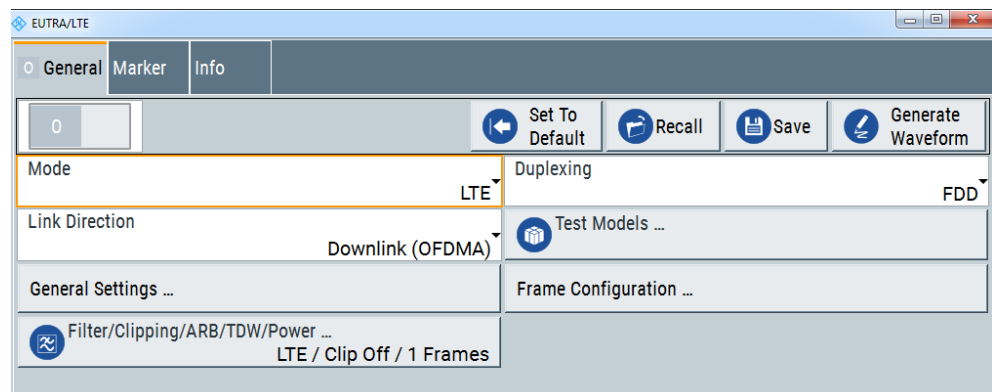 EUTRA/LTE
0 General Marker Info
0 Set To Default Recall Save Generate Waveform
Mode LTE Duplexing FDD
Link Direction Downlink (OFDMA) Test Models ...
General Settings ... Frame Configuration ...
Filter/Clipping/ARB/TDW/Power ...
LTE / Clip Off / 1 Frames